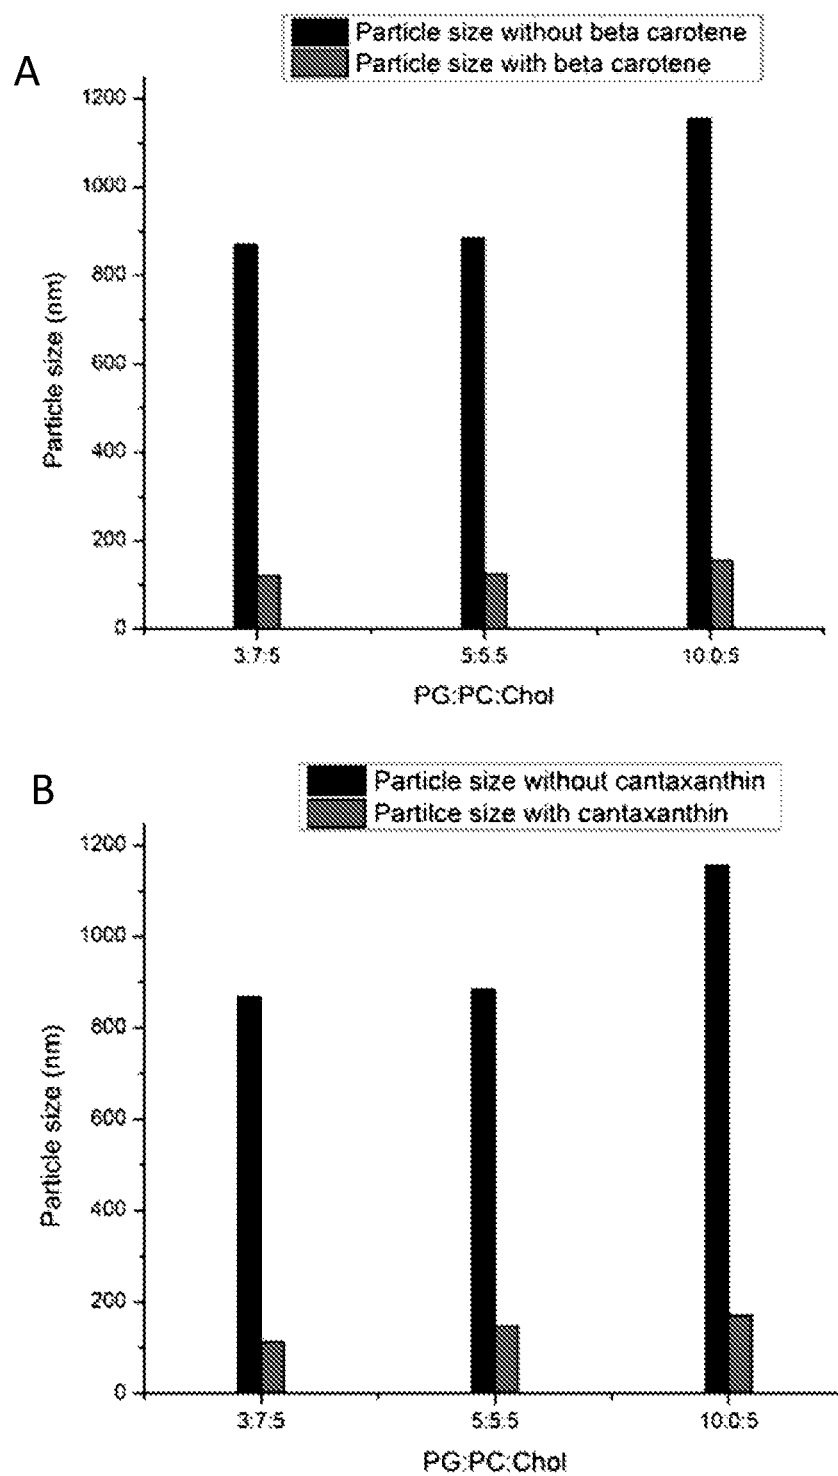 A
Particle size without beta carotene
Particle size with beta carotene
1200
1000
800
600
400
200
0
Particle size (nm)
3:7:5
5:5:5
10:0:5
PG:PC:Chol
B
Particle size without cantaxanthin
Partilce size with cantaxanthin
1200
1000
800
600
400
200
0
Particle size (nm)
3:7:5
5:5:5
10:0:5
PG:PC:Chol